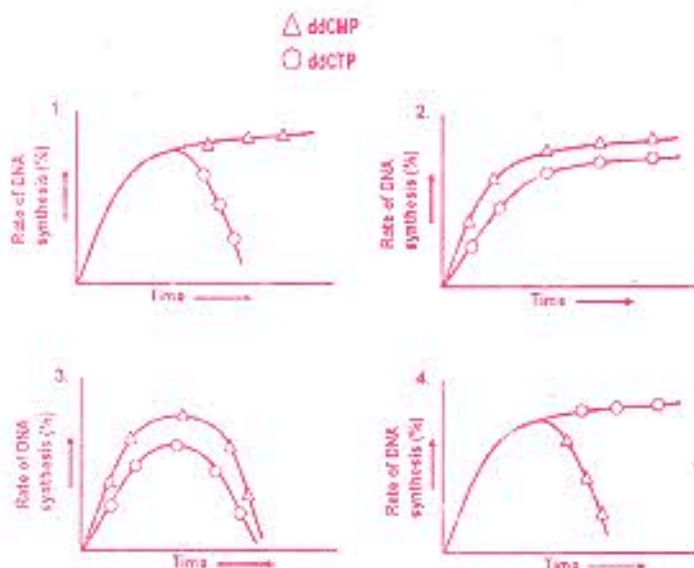 △ ddCMP
○ ddCTP
1.
Rate of DNA
synthesis (%)
Time
2.
Rate of DNA
synthesis (%)
Time
3.
Rate of DNA
synthesis (%)
Time
4.
Rate of DNA
synthesis (%)
Time